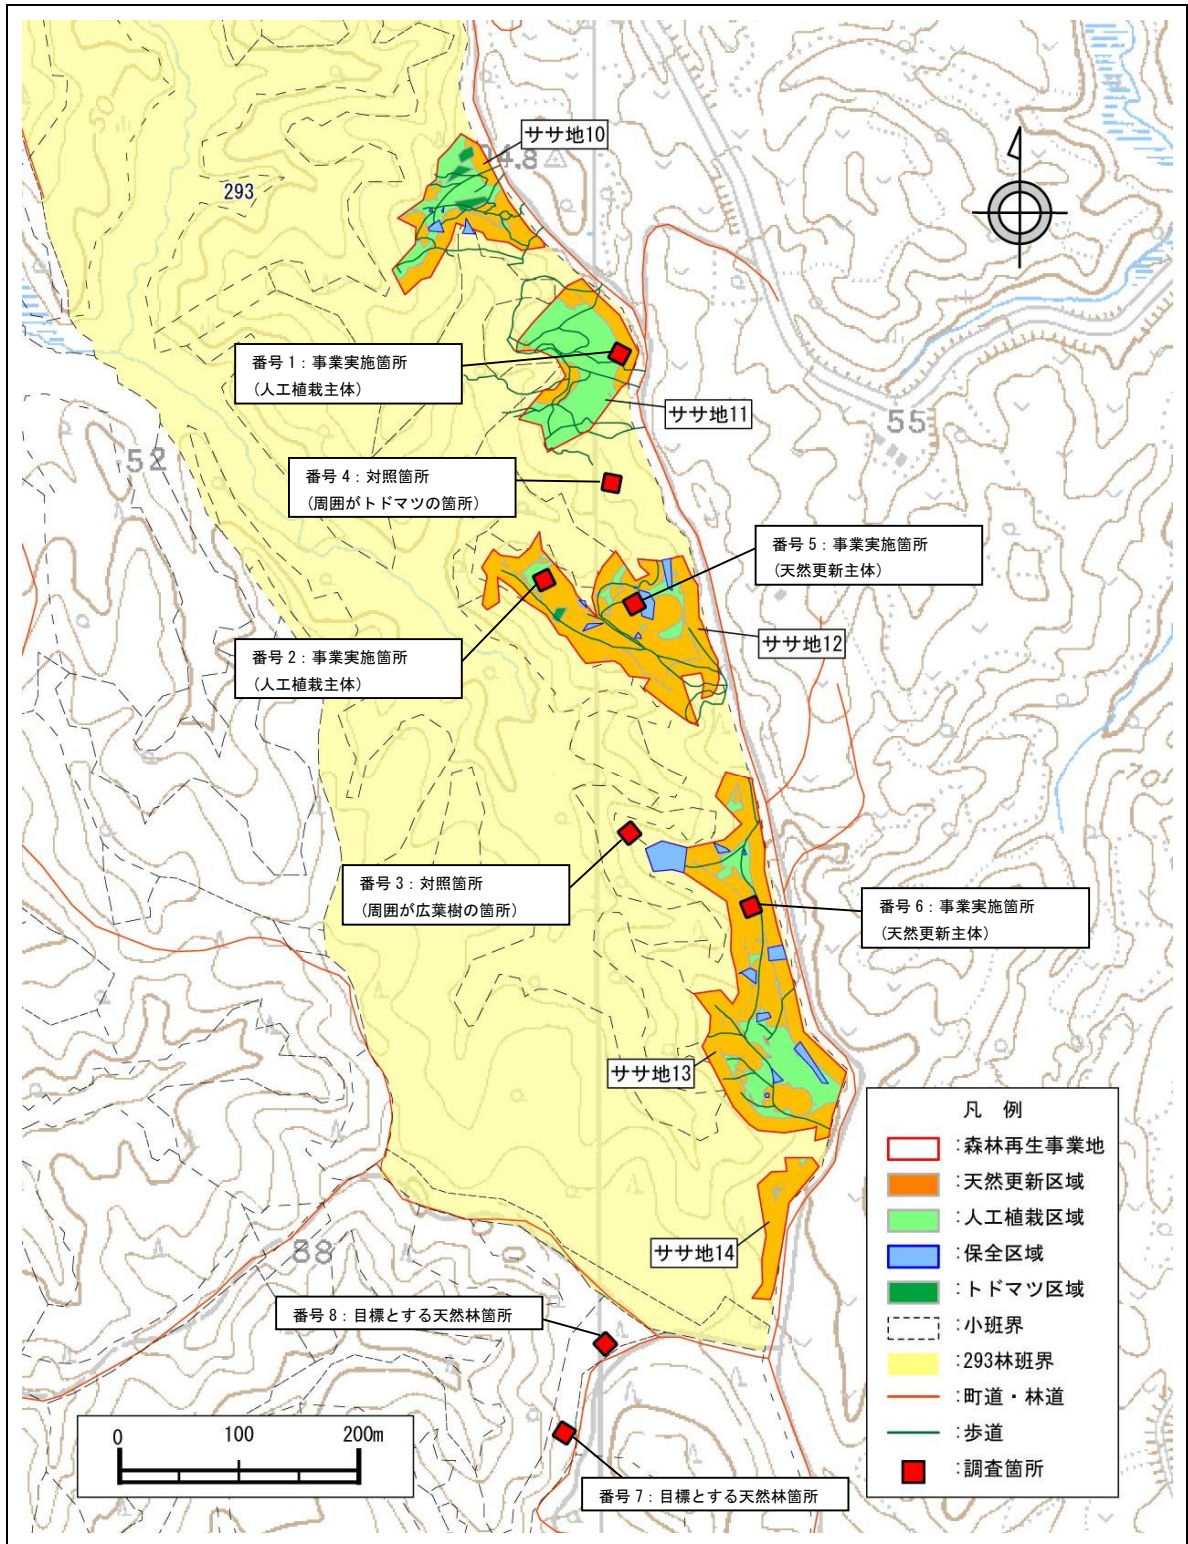 ササ地10
4.8
50
293
番号1：事業実施箇所
(人工植栽主体)
ササ地11
55
52
番号4：対照箇所
(周囲がトドマツの箇所)
番号5：事業実施箇所
(天然更新主体)
ササ地12
番号2：事業実施箇所
(人工植栽主体)
70
番号3：対照箇所
(周囲が広葉樹の箇所)
番号6：事業実施箇所
(天然更新主体)
ササ地13
凡 例
:森林再生事業地
:天然更新区域
:人工植栽区域
:保全区域
:トドマツ区域
:小班界
:293林班界
:町道・林道
:歩道
:調査箇所
ササ地14
88
番号8：目標とする天然林箇所
0 100 200m
番号7：目標とする天然林箇所